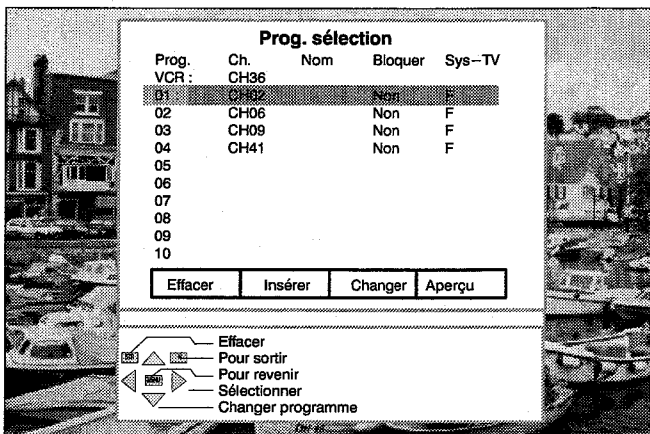 Prog. sélection
Prog. Ch. Nom Bloquer Sys-TV
VCR : CH36
01 CH02 Non F
02 CH06 Non F
03 CH09 Non F
04 CH41 Non F
05
06
07
08
09
10
Effacer Insérer Changer Aperçu
Effacer
Pour sortir
Pour revenir
MENU
Sélectionner
Changer programme